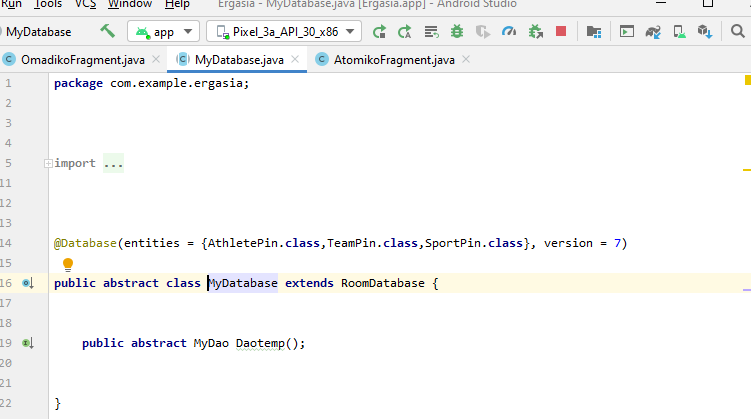 Run Tools VCS Window Help Ergasia - MyDatabase.java [Ergasia.app] - Android Studio
MyDatabase app Pixel_3a_API_30_x86
OmadikoFragment.java MyDatabase.java AtomikoFragment.java
1 package com.example.ergasia;
2
3
4
5 import ...
11
12
13
14 @Database(entities = {AthletePin.class,TeamPin.class,SportPin.class}, version = 7)
15
16 public abstract class MyDatabase extends RoomDatabase {
17
18
19 public abstract MyDao Daotemp();
20
21
22 }